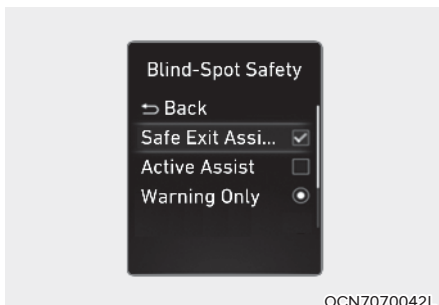 Blind-Spot Safety
Back
Safe Exit Assi...
Active Assist
Warning Only
OCN7070042L